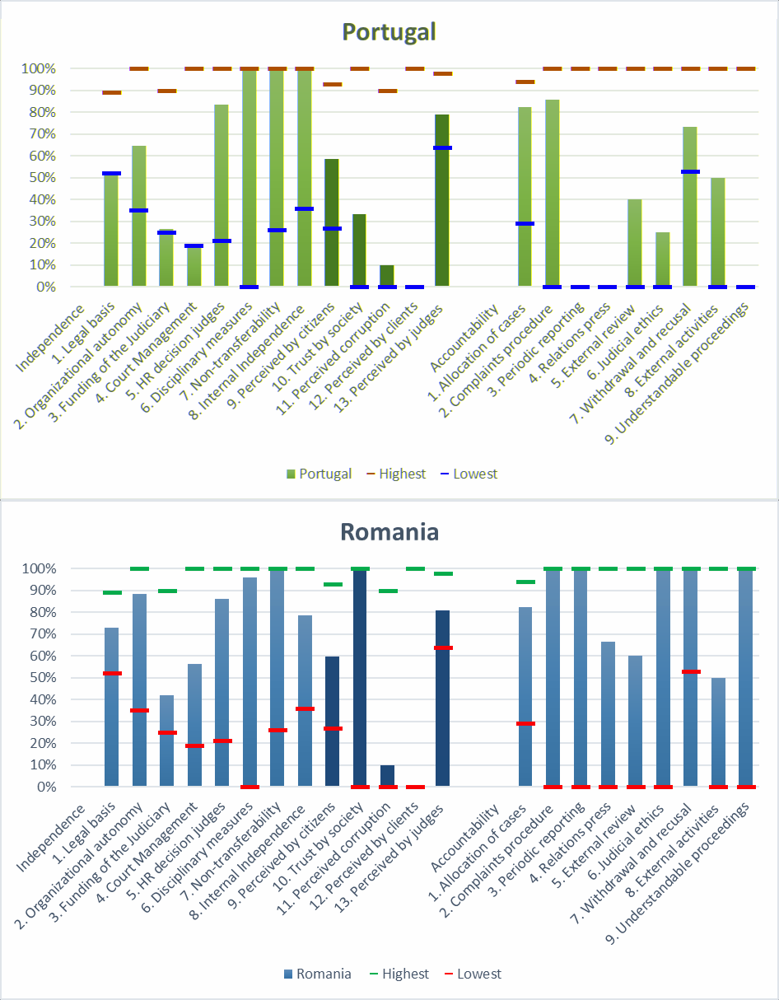 Portugal
100%
90%
80%
70%
60%
50%
40%
30%
20%
10%
0%
Independence
1. Legal basis
2. Organizational autonomy
3. Funding of the Judiciary
4. Court Management
5. HR decision judges
6. Disciplinary measures
7. Non-transferability
8. Internal Independence
9. Perceived by citizens
10. Trust by society
11. Perceived corruption
12. Perceived by clients
13. Perceived by judges
Accountability
1. Allocation of cases
2. Complaints procedure
3. Periodic reporting
4. Relations press
5. External review
6. Judicial ethics
7. Withdrawal and recusal
8. External activities
9. Understandable proceedings
Portugal Highest Lowest
Romania
100%
90%
80%
70%
60%
50%
40%
30%
20%
10%
0%
Independence
1. Legal basis
2. Organizational autonomy
3. Funding of the Judiciary
4. Court Management
5. HR decision judges
6. Disciplinary measures
7. Non-transferability
8. Internal Independence
9. Perceived by citizens
10. Trust by society
11. Perceived corruption
12. Perceived by clients
13. Perceived by judges
Accountability
1. Allocation of cases
2. Complaints procedure
3. Periodic reporting
4. Relations press
5. External review
6. Judicial ethics
7. Withdrawal and recusal
8. External activities
9. Understandable proceedings
Romania Highest Lowest